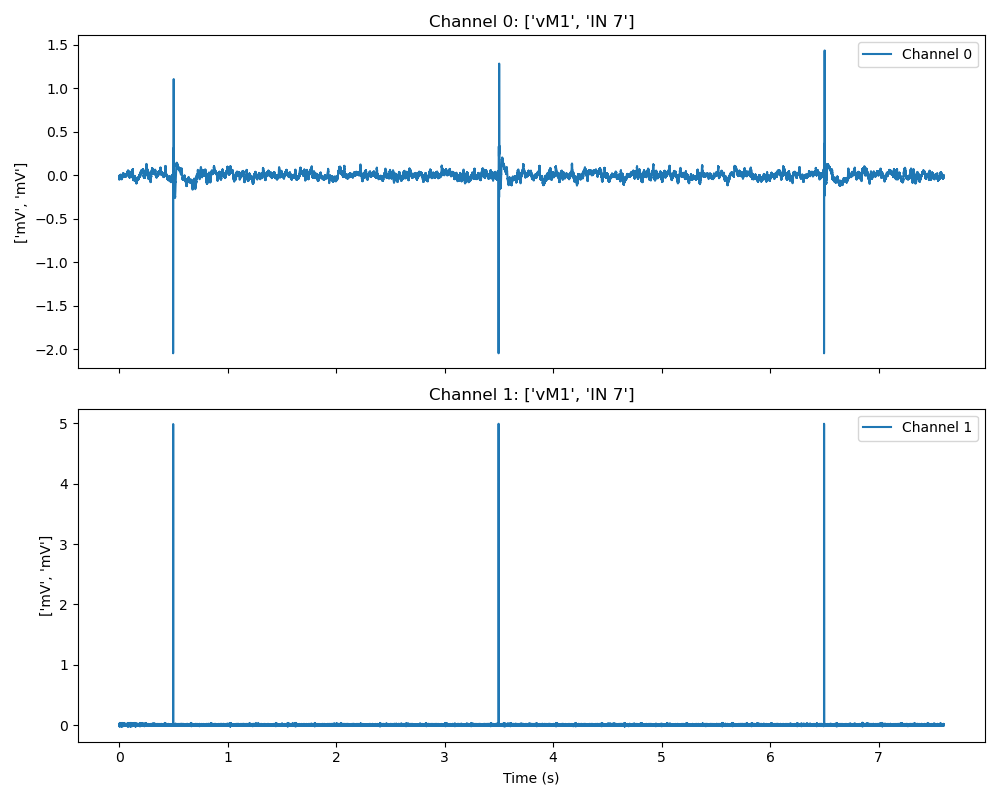 Channel 0: ['vM1', 'IN 7']
Channel 0
1.5
1.0
0.5
0.0
−0.5
−1.0
−1.5
−2.0
['mV', 'mV']
Channel 1: ['vM1', 'IN 7']
Channel 1
5
4
3
2
1
0
['mV', 'mV']
0 1 2 3 4 5 6 7
Time (s)